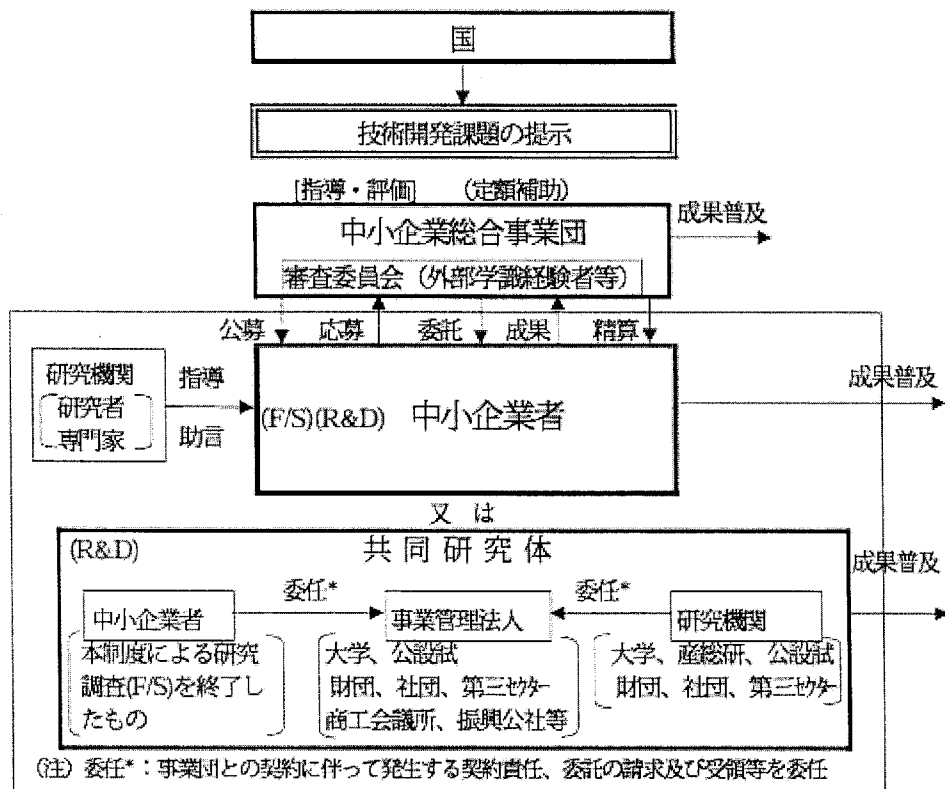 国
技術開発課題の提示
[指導・評価] (定額補助)
中小企業総合事業団
成果普及
審査委員会(外部学識経験者等)
公募 応募 委託 成果 精算
研究機関
研究者
専門家
指導
助言
(F/S)(R&D) 中小企業者
成果普及
又は
(R&D) 共同研究体
成果普及
委任* 委任*
中小企業者 事業管理法人 研究機関
本制度による研究
調査(F/S)を終了し
たもの
大学、公設試
財団、社団、第三セクター
商工会議所、振興公社等
大学、産総研、公設試
財団、社団、第三セクター
(注) 委任*:事業団との契約に伴って発生する契約責任、委託の請求及び受領等を委任